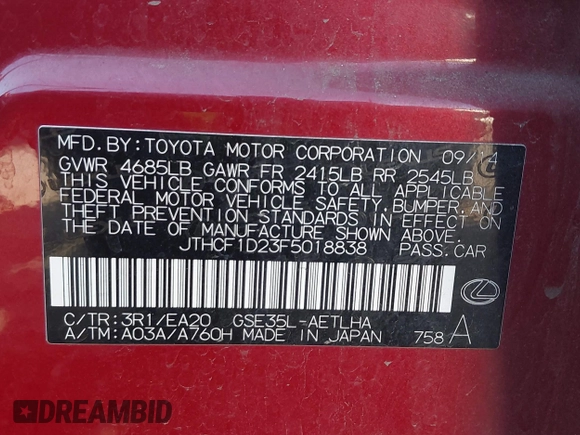 MFD.BY:TOYOTA MOTOR CORPORATION 09/14
GVWR 4685LB GAWR FR 2415LB RR 2545LB
THIS VEHICLE CONFORMS TO ALL APPLICABLE
FEDERAL MOTOR VEHICLE SAFETY,BUMPER,AND
THEFT PREVENTION STANDARDS IN EFFECT ON
THE DATE OF MANUFACTURE SHOWN ABOVE.
JTHCF1D23F5018838 PASS.CAR
C/TR:3R1/EA20 GSE35L-AETLHA
A/TM:A03A/A760H MADE IN JAPAN 758 A
DREAMBID